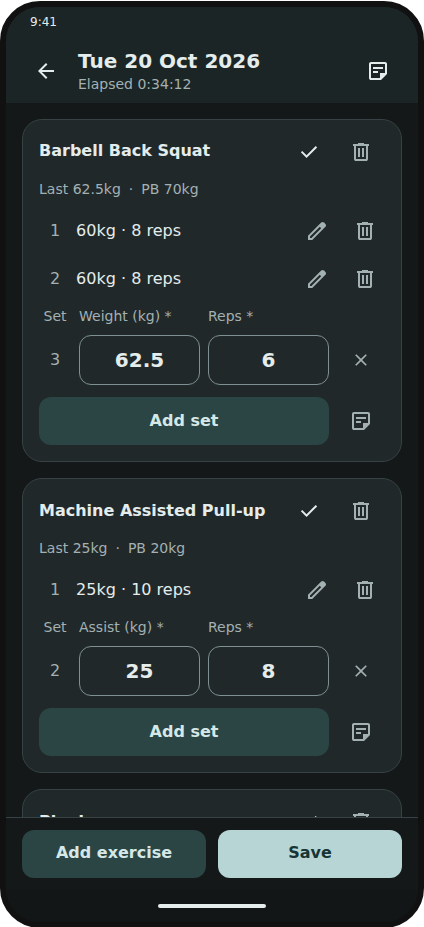 9:41
Tue 20 Oct 2026
Elapsed 0:34:12
Barbell Back Squat
Last 62.5kg · PB 70kg
1 60kg · 8 reps
2 60kg · 8 reps
Set Weight (kg) * Reps *
3 62.5 6
Add set
Machine Assisted Pull-up
Last 25kg · PB 20kg
1 25kg · 10 reps
Set Assist (kg) * Reps *
2 25 8
Add set
Add exercise Save